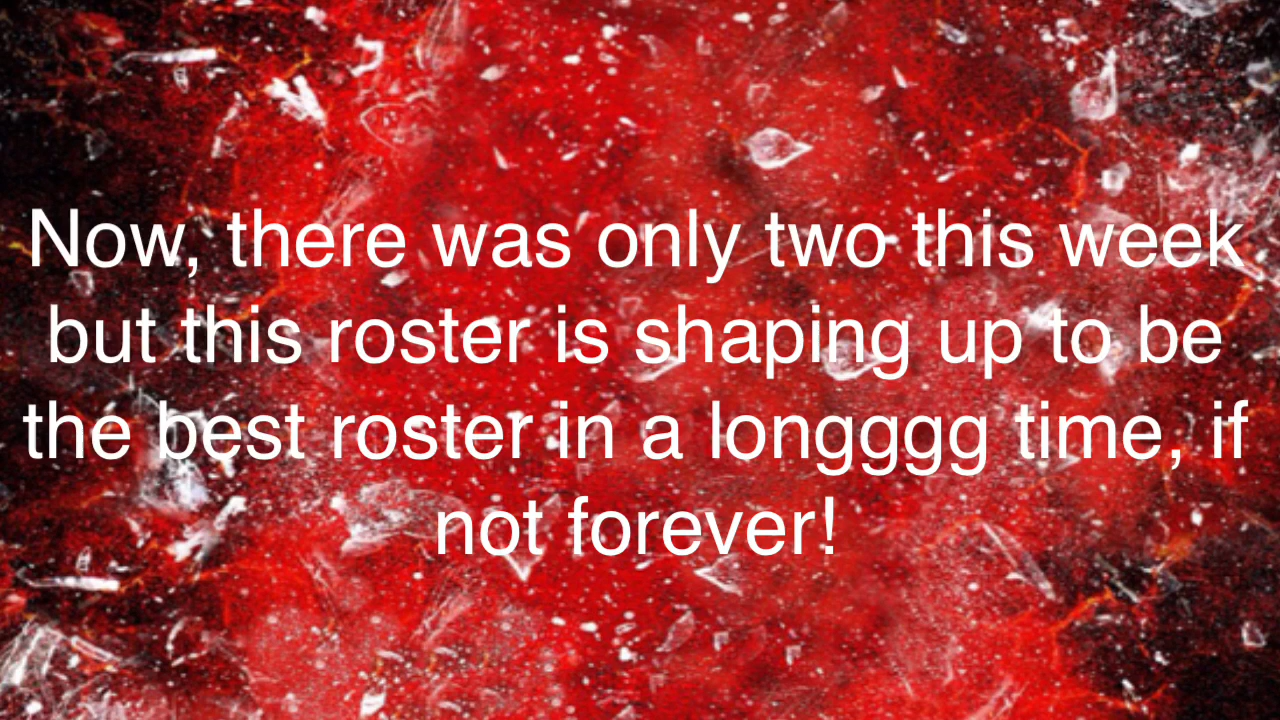 Now, there was only two this week
but this roster is shaping up to be
the best roster in a longggg time, if
not forever!